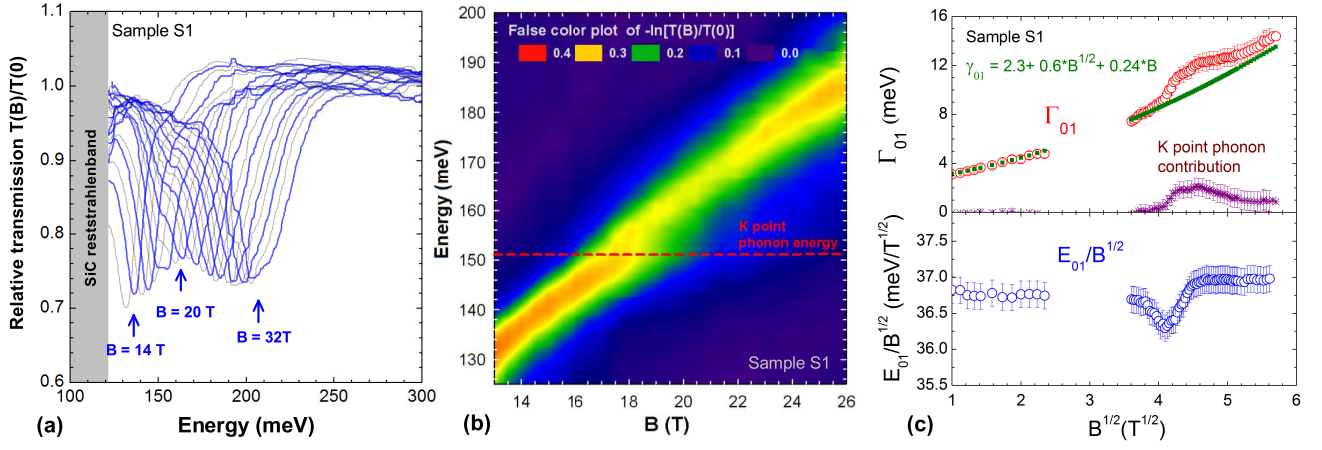 1.1
1.0
0.9
0.8
0.7
0.6
Relative transmission T(B)/T(0)
Sample S1
SiC restrahlenband
B = 14 T
B = 20 T
B = 32T
100
150
200
250
300
(a)
Energy (meV)
200
190
180
170
160
150
140
130
Energy (meV)
False color plot of -ln[T(B)/T(0)]
0.4
0.3
0.2
0.1
0.0
K point
phonon energy
Sample S1
14
16
18
20
22
24
26
(b)
B (T)
16
12
8
4
0
Γ01 (meV)
Sample S1
γ01 = 2.3+ 0.6*B1/2+ 0.24*B
Γ01
K point phonon
contribution
37.5
37.0
36.5
36.0
35.5
E01/B1/2 (meV/T1/2)
E01/B1/2
1
2
3
4
5
6
(c)
B1/2(T1/2)